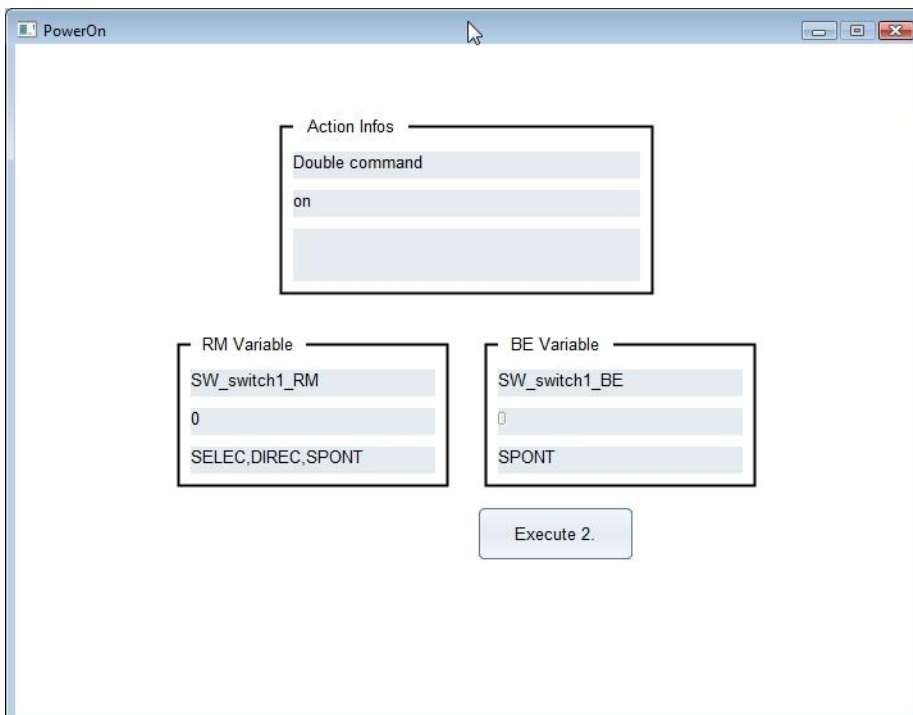 PowerOn
Action Infos
Double command
on
RM Variable
SW_switch1_RM
0
SELEC,DIREC,SPONT
BE Variable
SW_switch1_BE
SPONT
Execute 2.